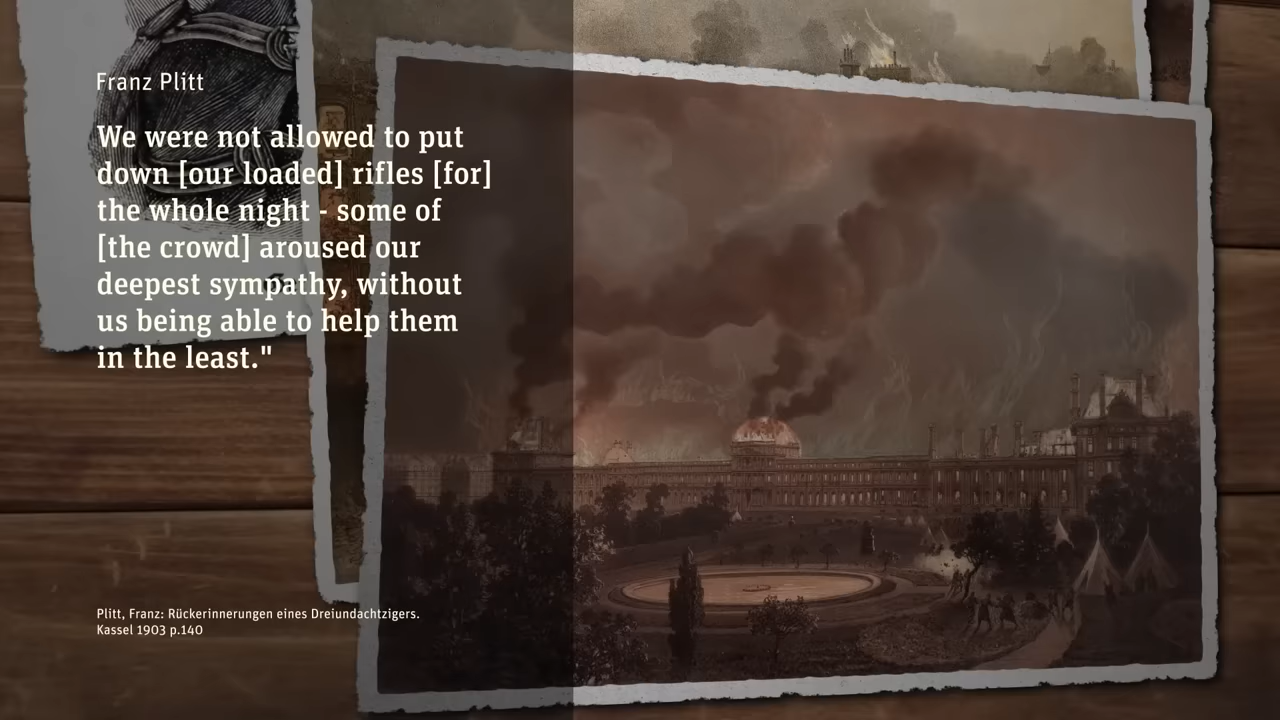 Franz Plitt
We were not allowed to put
down [our loaded] rifles [for]
the whole night - some of
[the crowd] aroused our
deepest sympathy, without
us being able to help them
in the least."
Plitt, Franz: Rückerinnerungen eines Dreiundachtzigers.
Kassel 1903 p.140